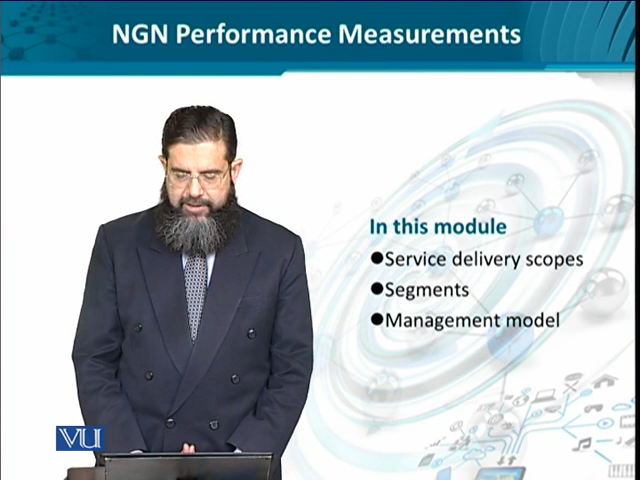 NGN Performance Measurements
In this module
●Service delivery scopes
●Segments
●Management model
VU